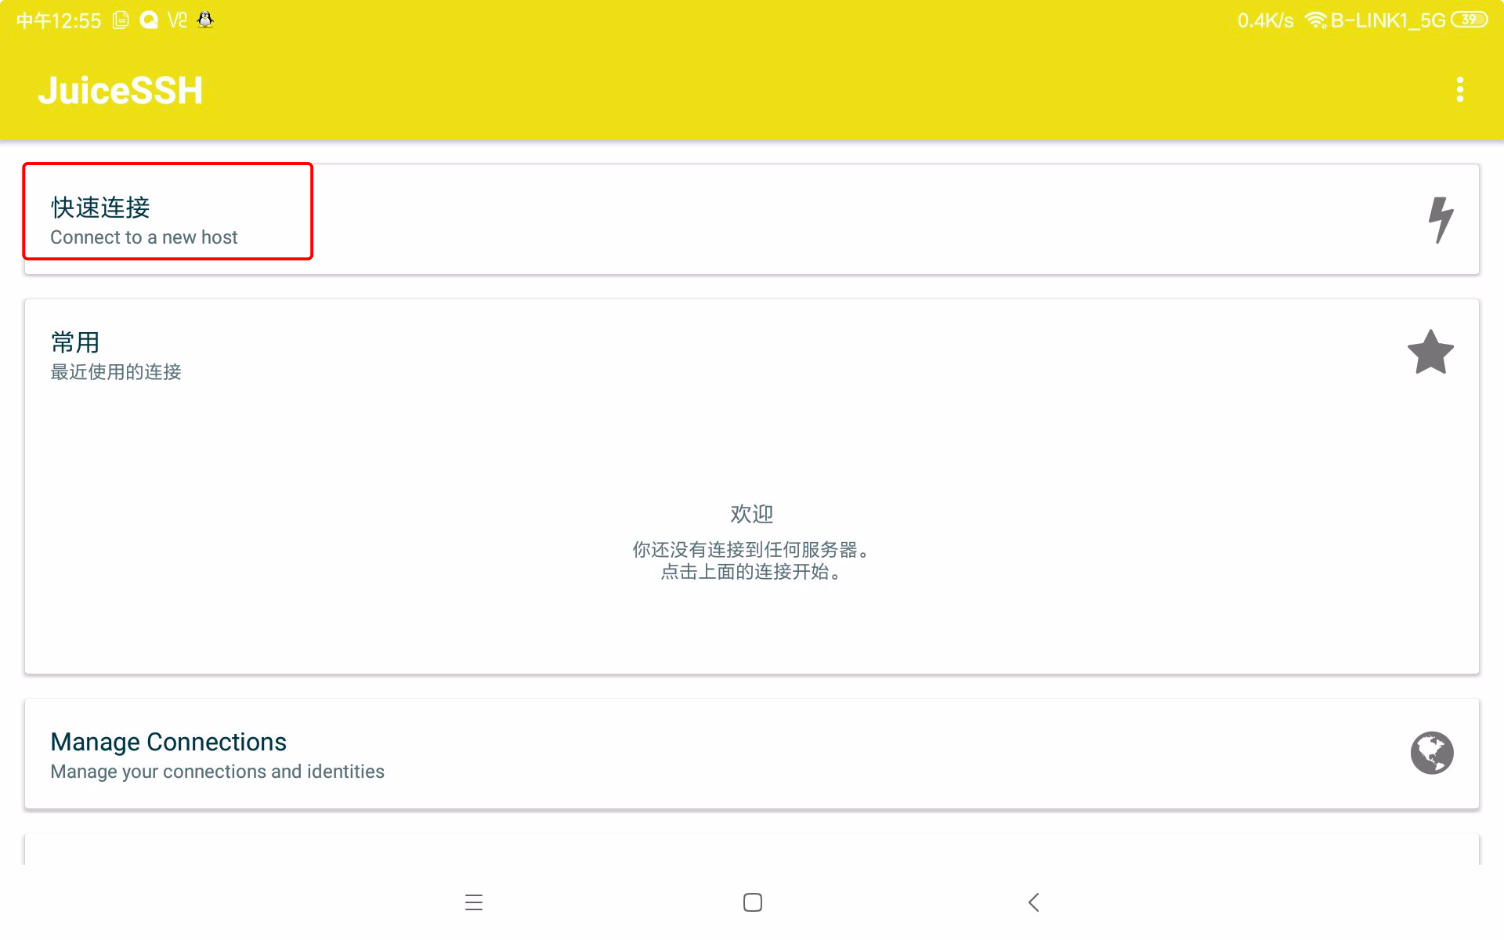 中午12:55
0.4K/s B-LINK1_5G 39
JuiceSSH
快速连接
Connect to a new host
常用
最近使用的连接
欢迎
你还没有连接到任何服务器。
点击上面的连接开始。
Manage Connections
Manage your connections and identities